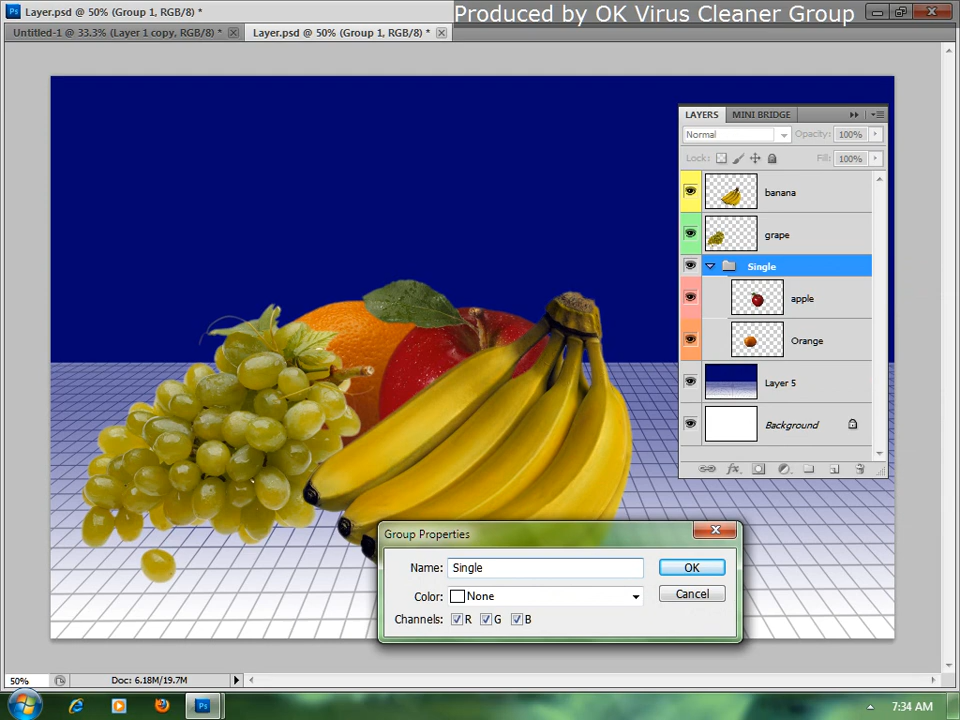 Layer.psd @ 50% (Group 1, RGB/8) *
Produced by OK Virus Cleaner Group
Untitled-1 @ 33.3% (Layer 1 copy, RGB/8) *
Layer.psd @ 50% (Group 1, RGB/8) *
LAYERS
MINI BRIDGE
Normal
Opacity: 100%
Lock:
Fill: 100%
banana
grape
Single
apple
Orange
Layer 5
Background
fx
Group Properties
Name: Single
OK
Color: None
Cancel
Channels: R G B
50%
Doc: 6.18M/19.7M
Ps
7:34 AM